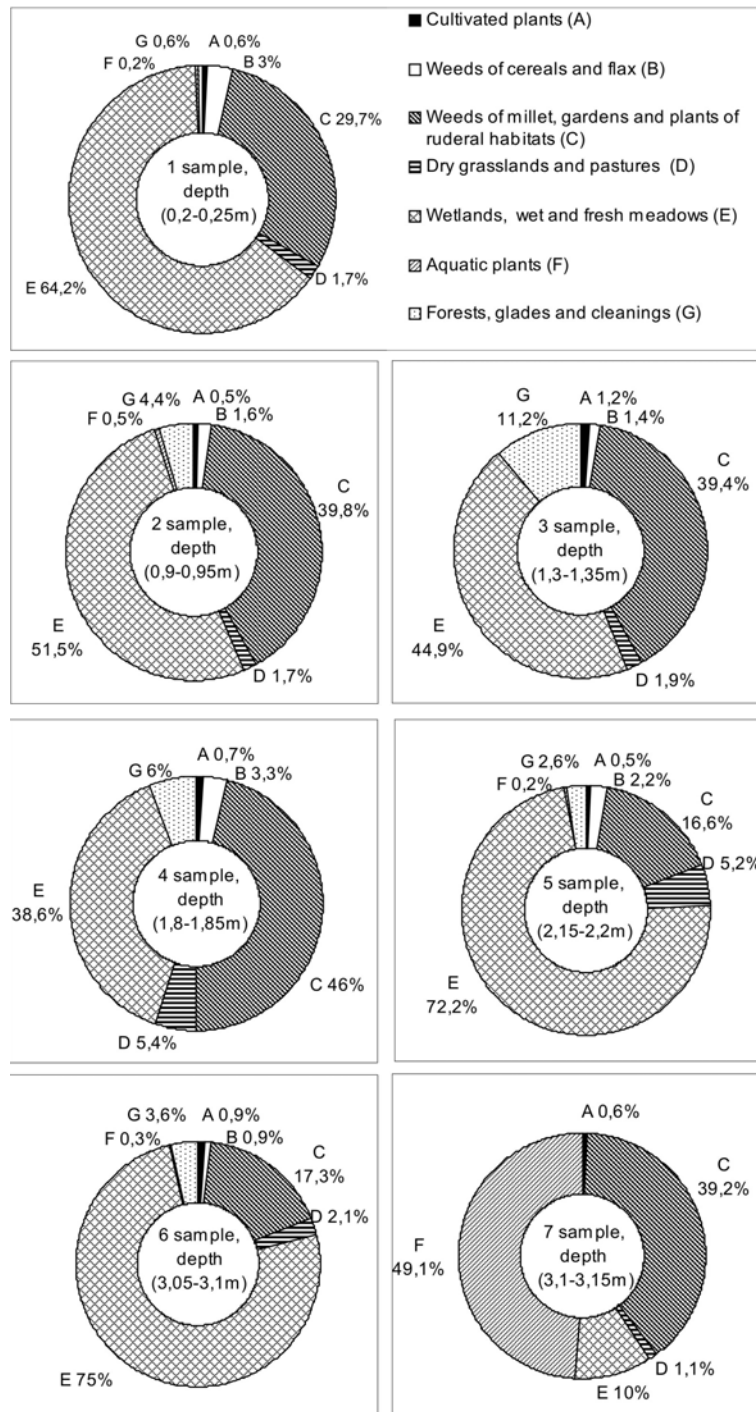 G 0,6%
A 0,6%
F 0,2%
B 3%
C 29,7%
1 sample,
depth
(0,2-0,25m)
E 64,2%
D 1,7%
Cultivated plants (A)
Weeds of cereals and flax (B)
Weeds of millet, gardens and plants of
ruderal habitats (C)
Dry grasslands and pastures (D)
Wetlands, wet and fresh meadows (E)
Aquatic plants (F)
Forests, glades and cleanings (G)
G 4,4%
A 0,5%
F 0,5%
B 1,6%
C
39,8%
2 sample,
depth
(0,9-0,95m)
E
51,5%
D 1,7%
G
11,2%
A 1,2%
B 1,4%
C
39,4%
3 sample,
depth
(1,3-1,35m)
E
44,9%
D 1,9%
G 6%
A 0,7%
B 3,3%
4 sample,
depth
(1,8-1,85m)
E
38,6%
C 46%
D 5,4%
G 2,6%
A 0,5%
F 0,2%
B 2,2%
C
16,6%
D 5,2%
5 sample,
depth
(2,15-2,2m)
E
72,2%
G 3,6%
A 0,9%
F 0,3%
B 0,9%
C
17,3%
D 2,1%
6 sample,
depth
(3,05-3,1m)
E 75%
A 0,6%
C
39,2%
7 sample,
depth
(3,1-3,15m)
F
49,1%
D 1,1%
E 10%